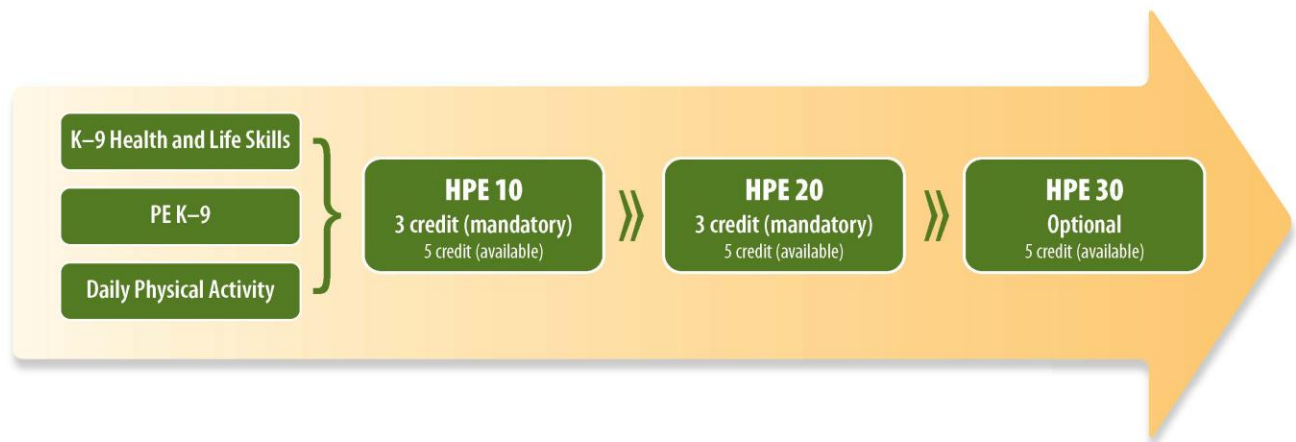 K–9 Health and Life Skills
PE K–9
Daily Physical Activity
HPE 10
3 credit (mandatory)
5 credit (available)
HPE 20
3 credit (mandatory)
5 credit (available)
HPE 30
Optional
5 credit (available)